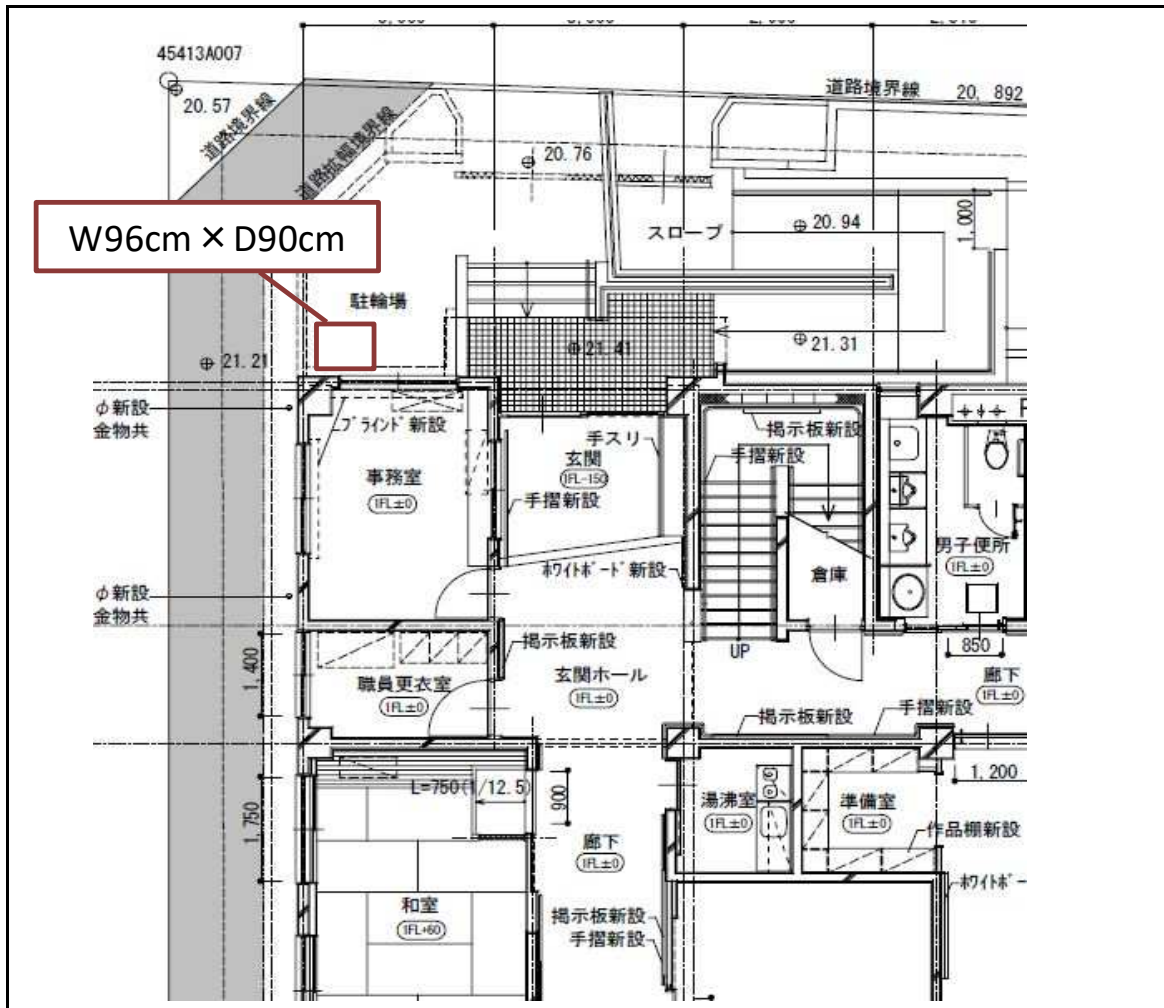 45413A007
20.57
道路境界線
道路拡幅境界線
道路境界線
20, 892
20.76
W96cm × D90cm
スロープ
20.94
1,000
駐輪場
21.21
21.41
21.31
φ新設
金物共
ブラインド新設
事務室
1FL±0
玄関
1FL-150
手スリ
手摺新設
掲示板新設
手摺新設
男子便所
1FL±0
ホワイトボード新設
倉庫
φ新設
金物共
掲示板新設
UP
850
1,400
職員更衣室
1FL±0
玄関ホール
1FL±0
廊下
1FL±0
掲示板新設
手摺新設
L=750(1/12.5)
900
1,200
湯沸室
1FL±0
準備室
1FL±0
1,750
廊下
1FL±0
作品棚新設
ホワイトボー
和室
1FL+60
掲示板新設
手摺新設